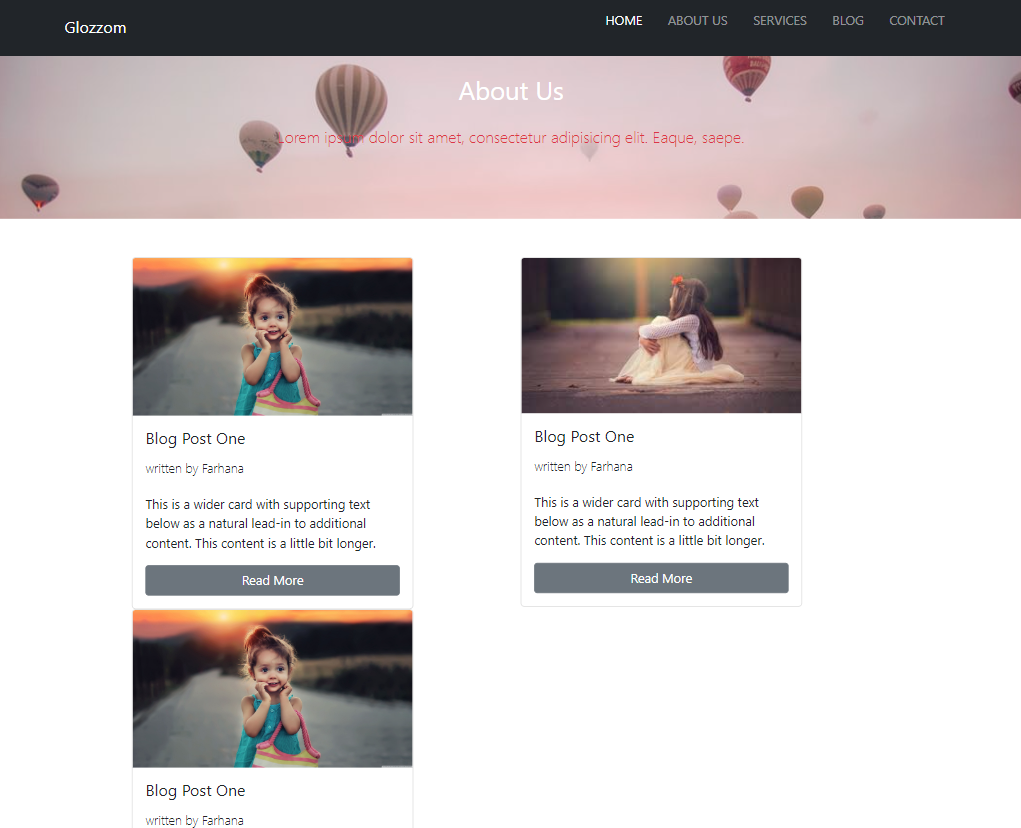 Glozzom
HOME ABOUT US SERVICES BLOG CONTACT
About Us
Lorem ipsum dolor sit amet, consectetur adipisicing elit. Eaque, saepe.
Blog Post One
written by Farhana
This is a wider card with supporting text
below as a natural lead-in to additional
content. This content is a little bit longer.
Read More
Blog Post One
written by Farhana
This is a wider card with supporting text
below as a natural lead-in to additional
content. This content is a little bit longer.
Read More
Blog Post One
written by Farhana